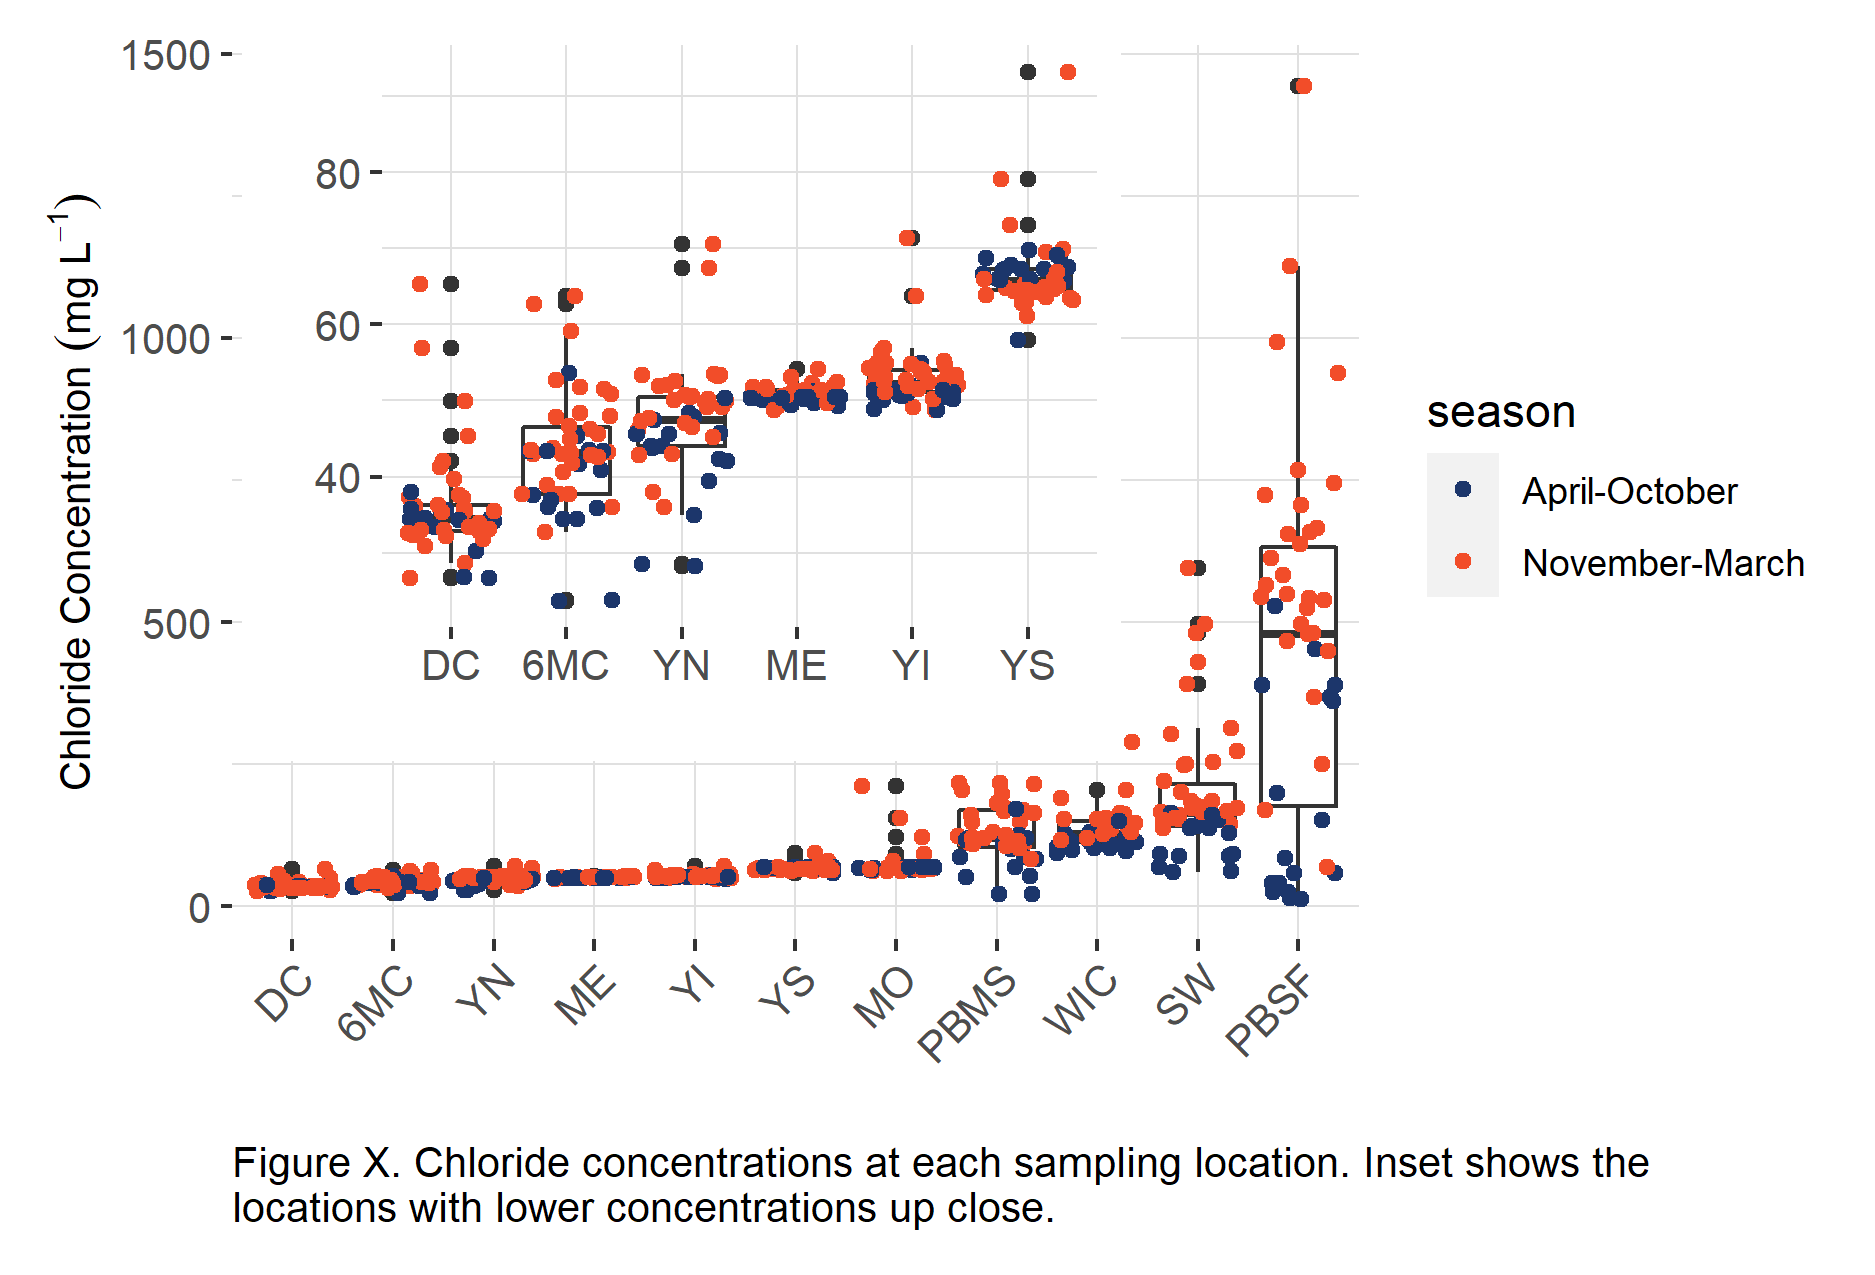 1500
1000
500
0
Chloride Concentration (mg L⁻¹)
80
60
40
DC 6MC YN ME YI YS
DC 6MC YN ME YI YS MO PBMS WIC SW PBSF
season
April-October
November-March
Figure X. Chloride concentrations at each sampling location. Inset shows the
locations with lower concentrations up close.